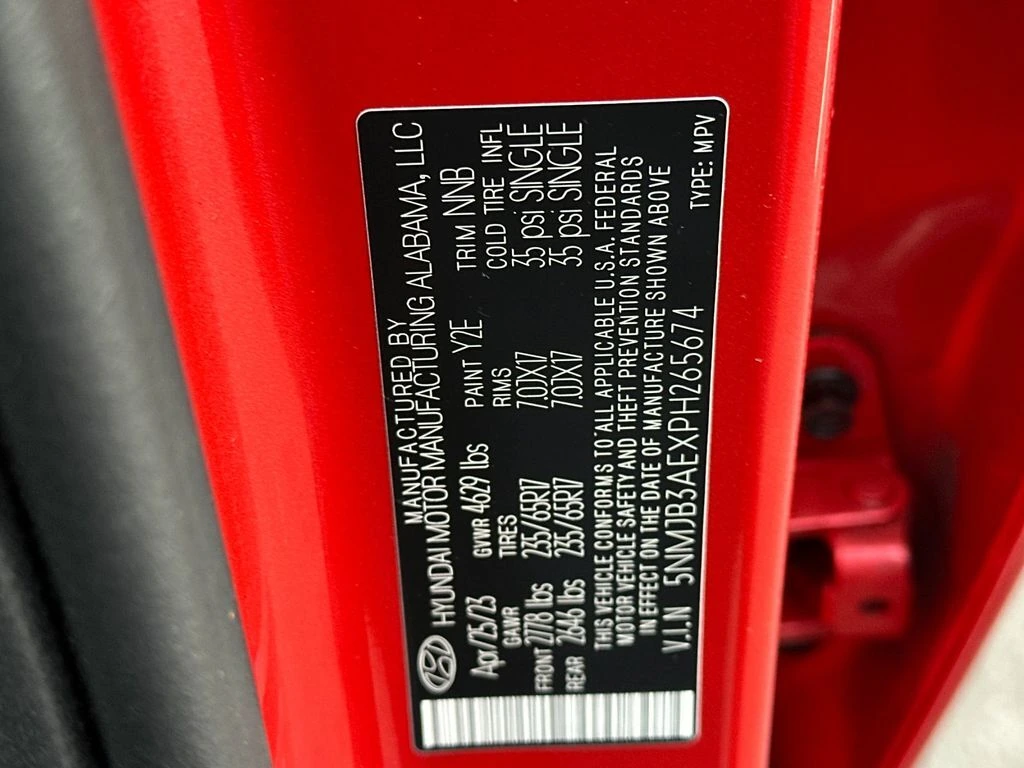 MANUFACTURED BY
HYUNDAI MOTOR MANUFACTURING ALABAMA, LLC
Apr/25/23 GVWR 4629 lbs PAINT Y2E TRIM NNB
GAWR TIRES RIMS COLD TIRE INFL
FRONT 2778 lbs 235/65R17 7.0JX17 35 psi SINGLE
REAR 2646 lbs 235/65R17 7.0JX17 35 psi SINGLE
THIS VEHICLE CONFORMS TO ALL APPLICABLE U.S.A. FEDERAL
MOTOR VEHICLE SAFETY AND THEFT PREVENTION STANDARDS
IN EFFECT ON THE DATE OF MANUFACTURE SHOWN ABOVE
V.I.N 5NMJB3AEXPH265674 TYPE: MPV